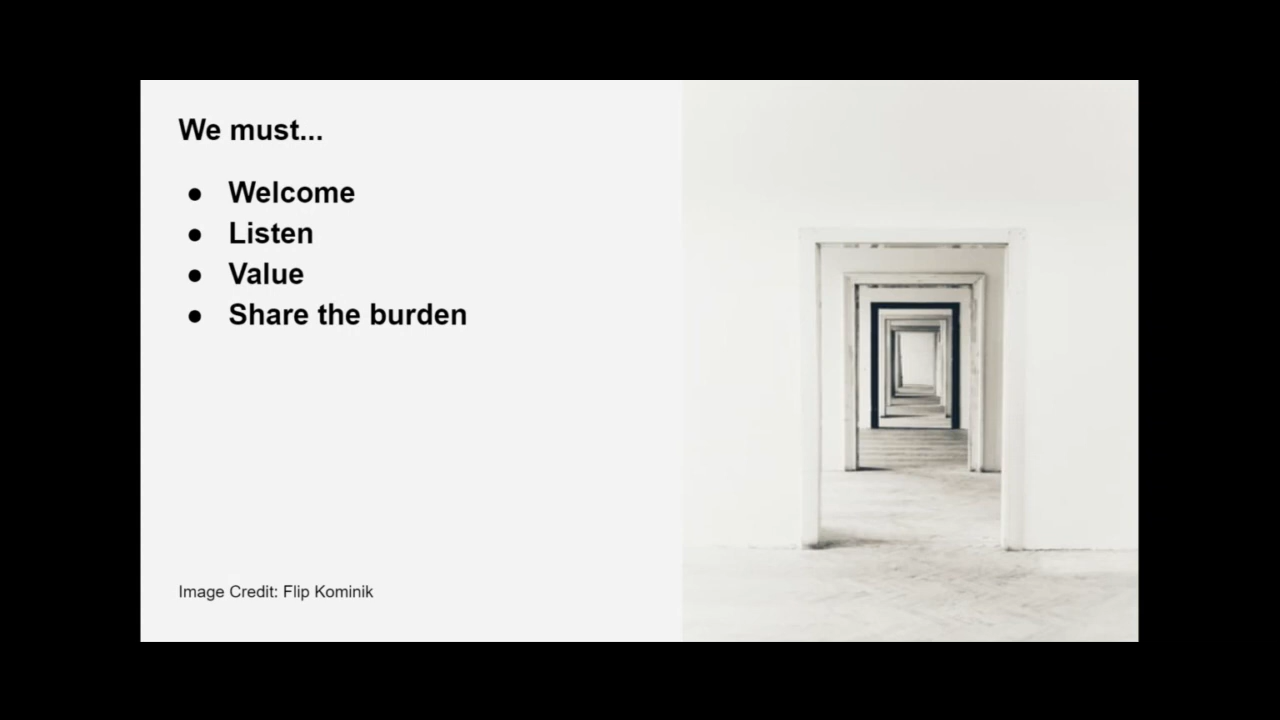 We must...
● Welcome
● Listen
● Value
● Share the burden
Image Credit: Flip Kominik